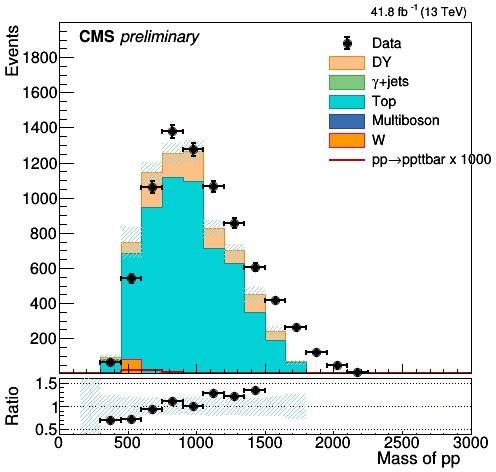 41.8 fb⁻¹ (13 TeV)
CMS preliminary
Events
1800
1600
1400
1200
1000
800
600
400
200
Data
DY
γ+jets
Top
Multiboson
W
pp→ppttbar x 1000
Ratio
1.5
1
0.5
0 500 1000 1500 2000 2500 3000
Mass of pp